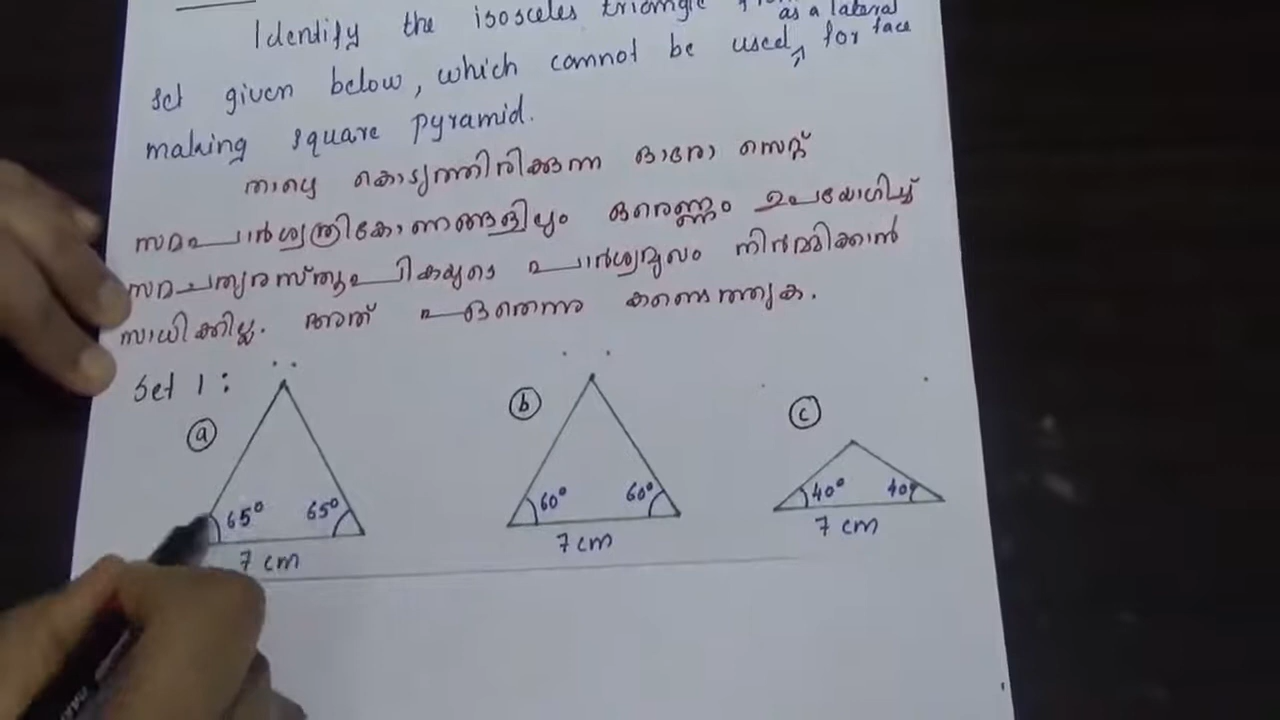 Identify the isosceles triangle
as a lateral
set given below, which cannot be used, for face
making square pyramid.
താഴെ കൊടുത്തിരിക്കുന്ന ഓരോ സെറ്റ്
സമപാർശ്വത്രികോണങ്ങളിലും ഒരെണ്ണം ഉപയോഗിച്ച്
സമചതുരസ്തൂപികയുടെ പാർശ്വമുഖം നിർമ്മിക്കാൻ
സാധിക്കില്ല. അത് ഏതെന്നു കണ്ടെത്തുക.
Set 1 :
a b c
65° 65° 60° 60° 40° 40°
7 cm 7 cm 7 cm